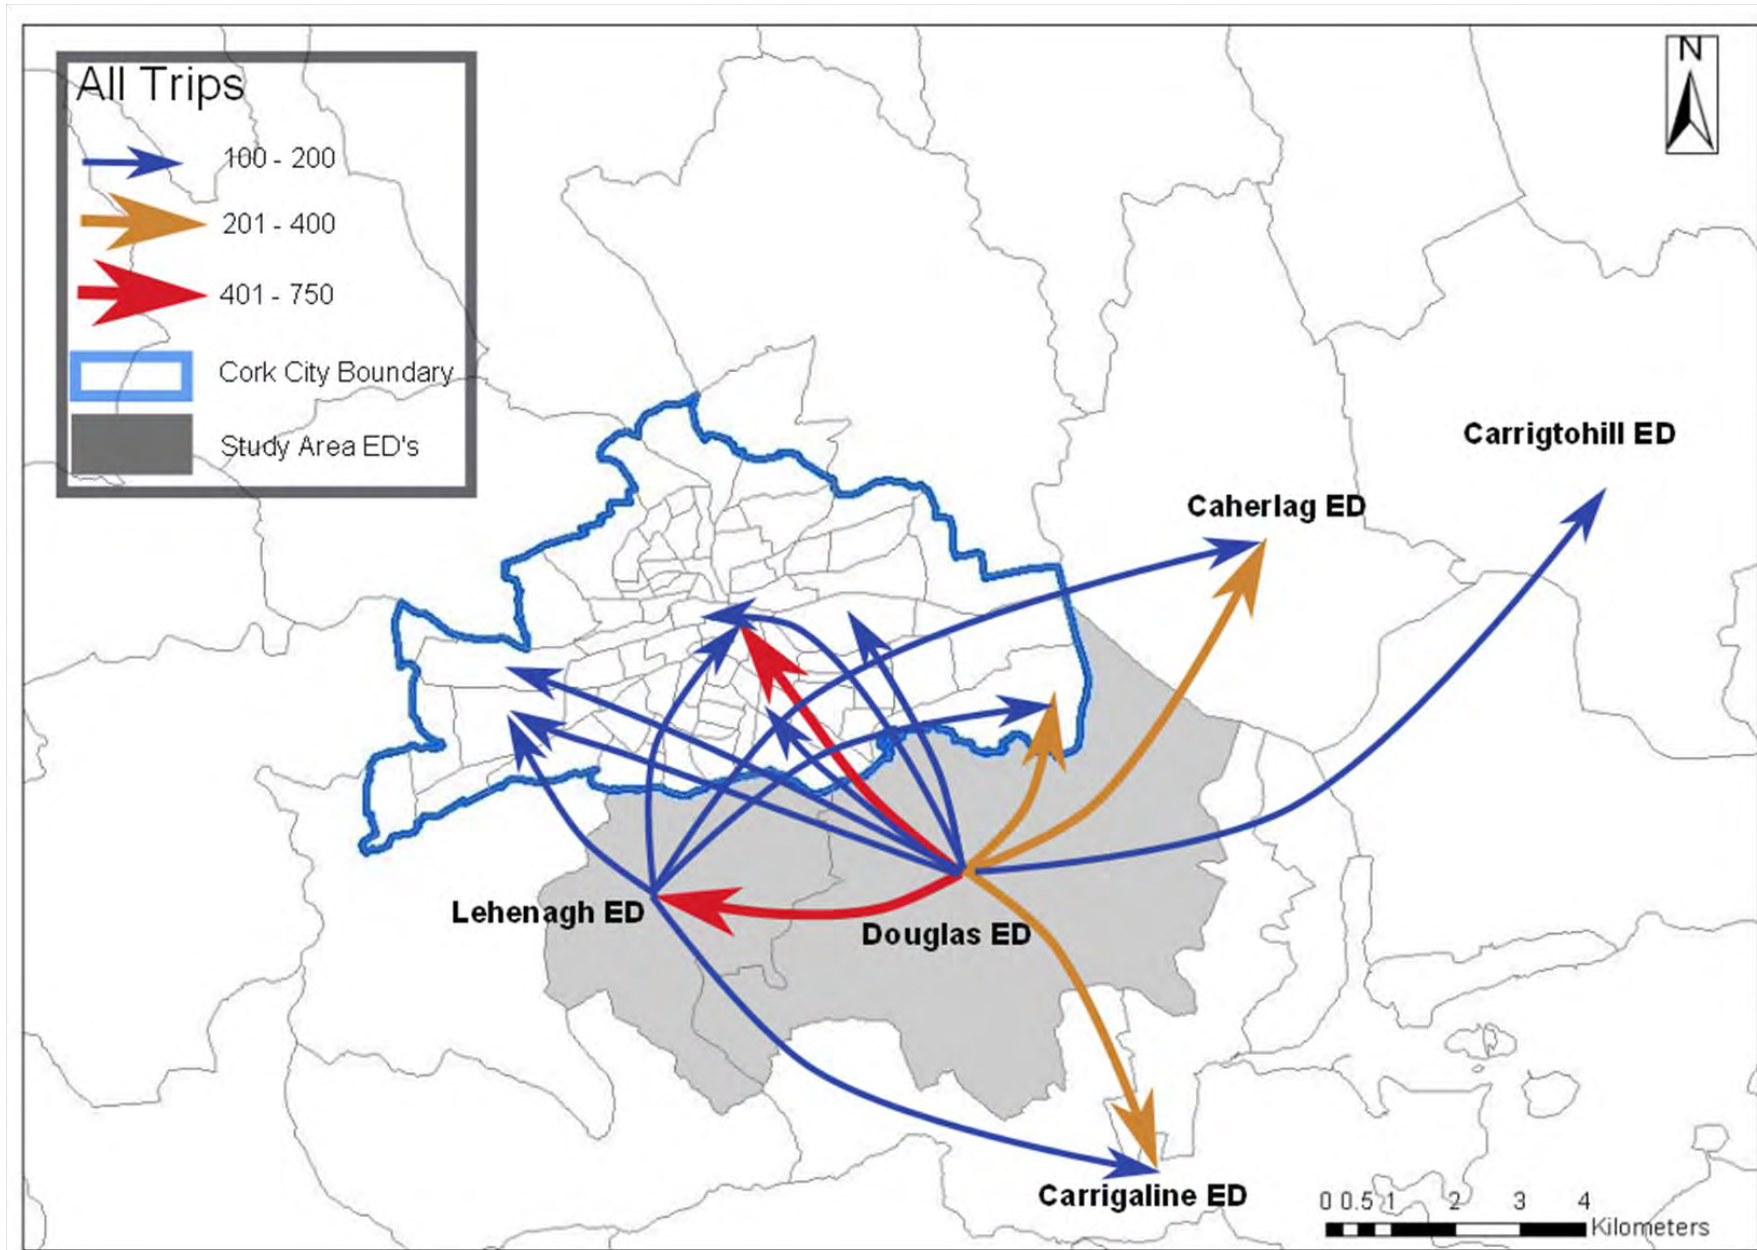 All Trips
100 - 200
201 - 400
401 - 750
Cork City Boundary
Study Area ED's
N
Carrigtohill ED
Caherlag ED
Lehenagh ED
Douglas ED
Carrigaline ED
0 0.5 1 2 3 4
Kilometers